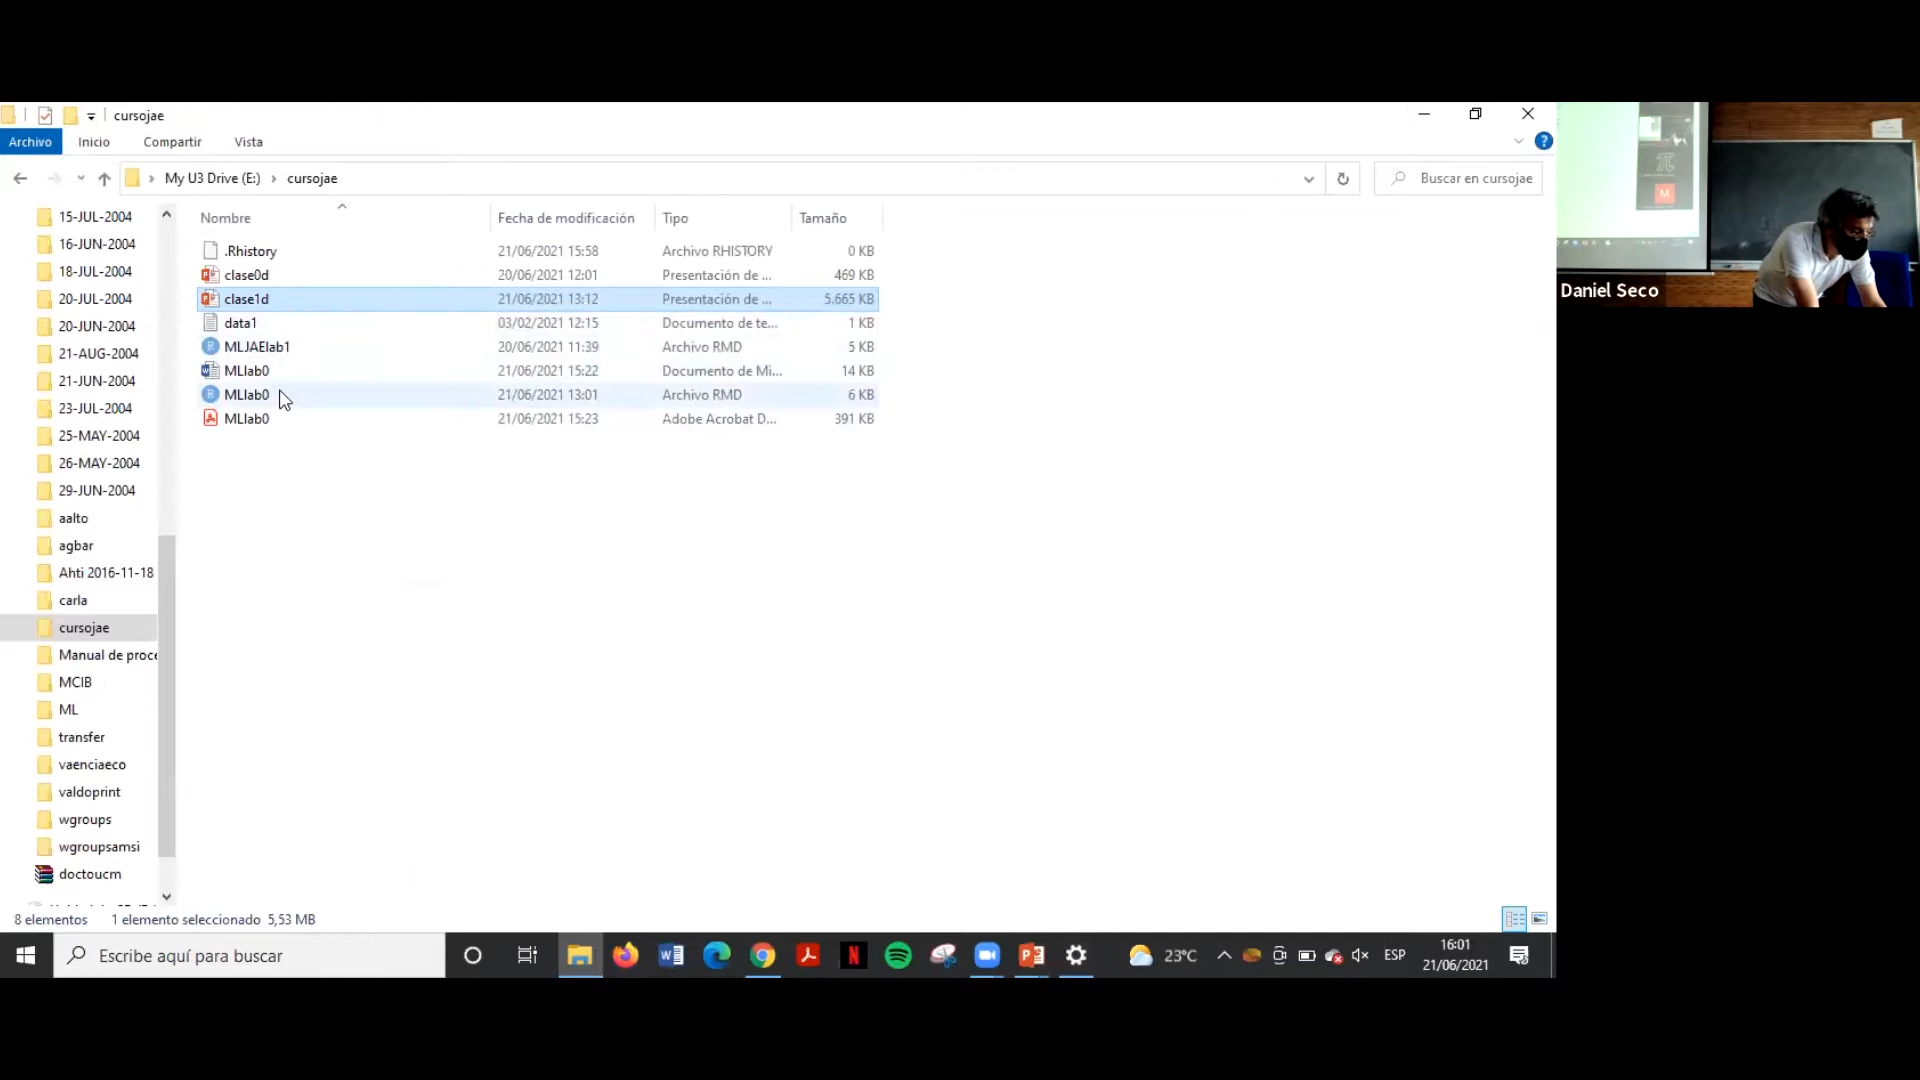 cursojae
Archivo Inicio Compartir Vista
My U3 Drive (E:) > cursojae
Buscar en cursojae
Nombre Fecha de modificación Tipo Tamaño
.Rhistory 21/06/2021 15:58 Archivo RHISTORY 0 KB
clase0d 20/06/2021 12:01 Presentación de ... 469 KB
clase1d 21/06/2021 13:12 Presentación de ... 5.665 KB
data1 03/02/2021 12:15 Documento de te... 1 KB
MLJAElab1 20/06/2021 11:39 Archivo RMD 5 KB
MLlab0 21/06/2021 15:22 Documento de Mi... 14 KB
MLlab0 21/06/2021 13:01 Archivo RMD 6 KB
MLlab0 21/06/2021 15:23 Adobe Acrobat D... 391 KB
15-JUL-2004
16-JUN-2004
18-JUL-2004
20-JUL-2004
20-JUN-2004
21-AUG-2004
21-JUN-2004
23-JUL-2004
25-MAY-2004
26-MAY-2004
29-JUN-2004
aalto
agbar
Ahti 2016-11-18
carla
cursojae
Manual de proce
MCIB
ML
transfer
vaenciaeco
valdoprint
wgroups
wgroupsamsi
doctoucm
8 elementos 1 elemento seleccionado 5,53 MB
Escribe aquí para buscar
23°C
ESP
16:01
21/06/2021
Daniel Seco
π
M